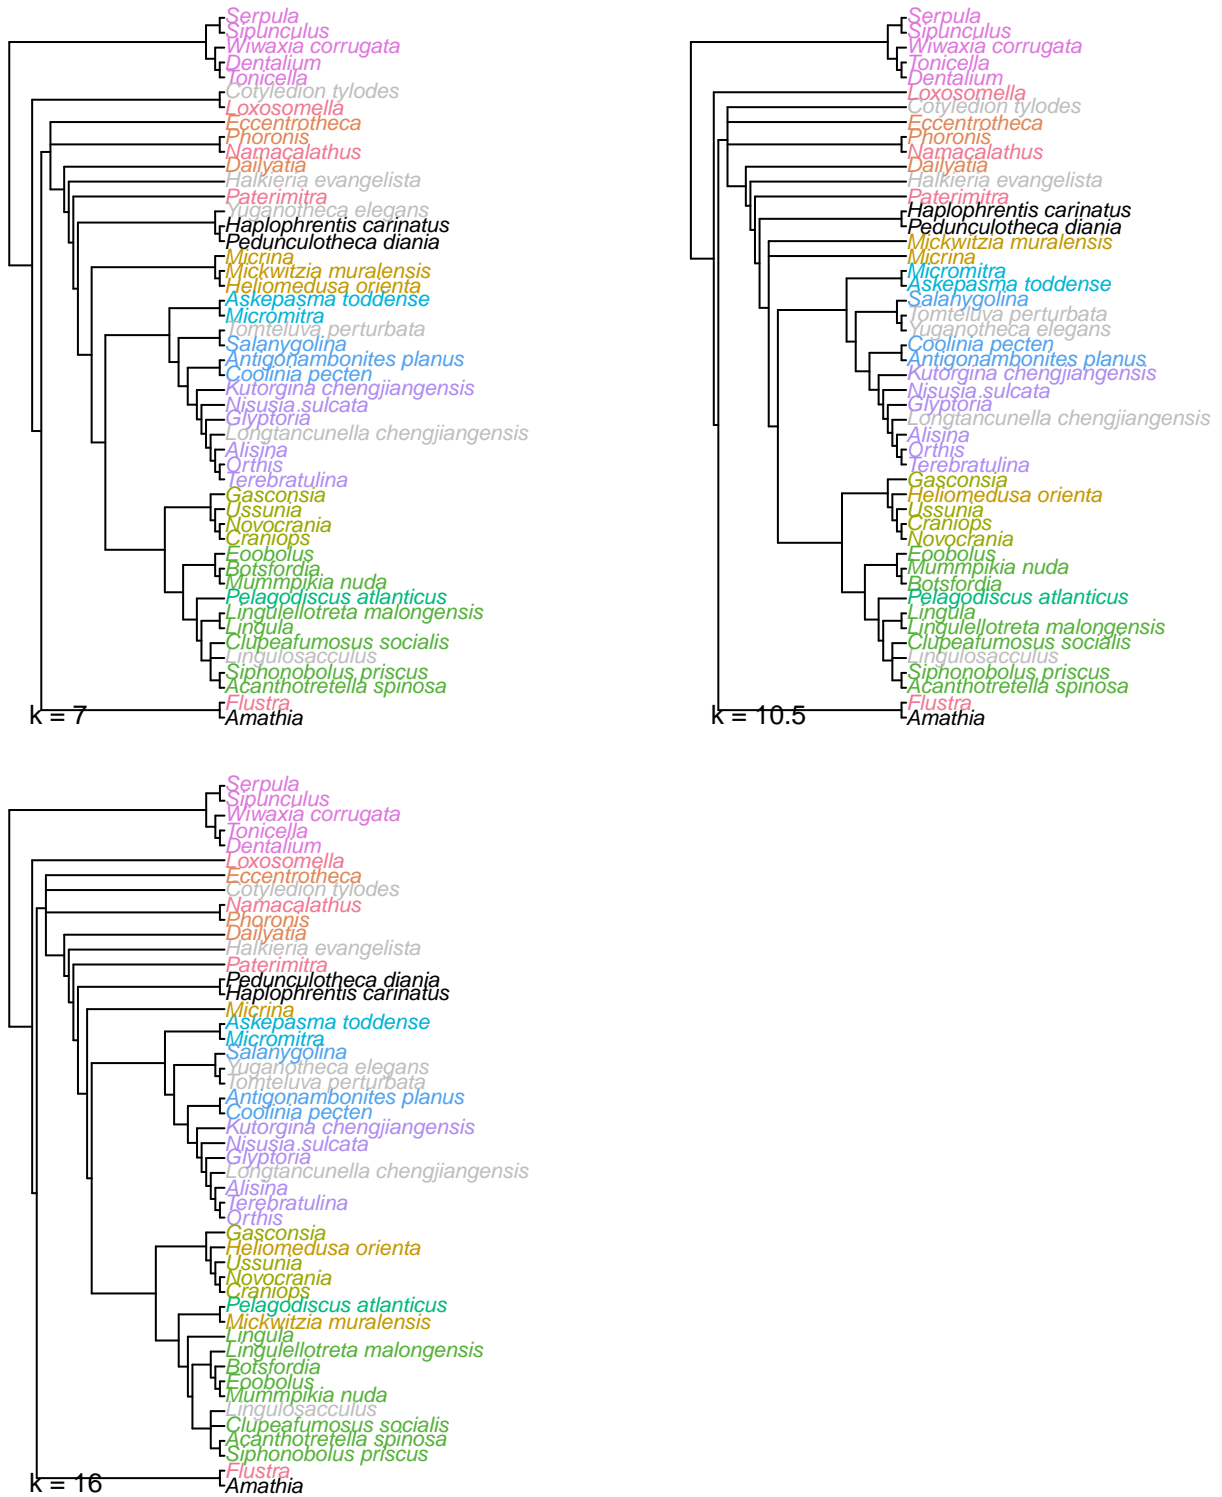 Serpula
Sipunculus
Wiwaxia corrugata
Dentalium
Tonicella
Cotyledion tylodes
Loxosomella
Eccentrotheca
Phoronis
Namacalathus
Dailyatia
Halkieria evangelista
Paterimitra
Yuganotheca elegans
Haplophrentis carinatus
Pedunculotheca diania
Micrina
Mickwitzia muralensis
Heliomedusa orienta
Askepasma toddense
Micromitra
Tomteluva perturbata
Salanygolina
Antigonambonites planus
Coolinia pecten
Kutorgina chengjiangensis
Nisusia sulcata
Glyptoria
Longtancunella chengjiangensis
Alisina
Orthis
Terebratulina
Gasconsia
Ussunia
Novocrania
Craniops
Eoobolus
Botsfordia
Mummpikia nuda
Pelagodiscus atlanticus
Lingulellotreta malongensis
Lingula
Clupeafumosus socialis
Lingulosacculus
Siphonobolus priscus
Acanthotretella spinosa
Flustra
Amathia
k = 7
Serpula
Sipunculus
Wiwaxia corrugata
Tonicella
Dentalium
Loxosomella
Cotyledion tylodes
Eccentrotheca
Phoronis
Namacalathus
Dailyatia
Halkieria evangelista
Paterimitra
Haplophrentis carinatus
Pedunculotheca diania
Mickwitzia muralensis
Micrina
Micromitra
Askepasma toddense
Salanygolina
Tomteluva perturbata
Yuganotheca elegans
Coolinia pecten
Antigonambonites planus
Kutorgina chengjiangensis
Nisusia sulcata
Glyptoria
Longtancunella chengjiangensis
Alisina
Orthis
Terebratulina
Gasconsia
Heliomedusa orienta
Ussunia
Craniops
Novocrania
Eoobolus
Mummpikia nuda
Botsfordia
Pelagodiscus atlanticus
Lingula
Lingulellotreta malongensis
Clupeafumosus socialis
Lingulosacculus
Siphonobolus priscus
Acanthotretella spinosa
Flustra
Amathia
k = 10.5
Serpula
Sipunculus
Wiwaxia corrugata
Tonicella
Dentalium
Loxosomella
Eccentrotheca
Cotyledion tylodes
Namacalathus
Phoronis
Dailyatia
Halkieria evangelista
Paterimitra
Pedunculotheca diania
Haplophrentis carinatus
Micrina
Askepasma toddense
Micromitra
Salanygolina
Yuganotheca elegans
Tomteluva perturbata
Antigonambonites planus
Coolinia pecten
Kutorgina chengjiangensis
Nisusia sulcata
Glyptoria
Longtancunella chengjiangensis
Alisina
Terebratulina
Orthis
Gasconsia
Heliomedusa orienta
Ussunia
Novocrania
Craniops
Pelagodiscus atlanticus
Mickwitzia muralensis
Lingula
Lingulellotreta malongensis
Botsfordia
Eoobolus
Mummpikia nuda
Lingulosacculus
Clupeafumosus socialis
Acanthotretella spinosa
Siphonobolus priscus
Flustra
Amathia
k = 16